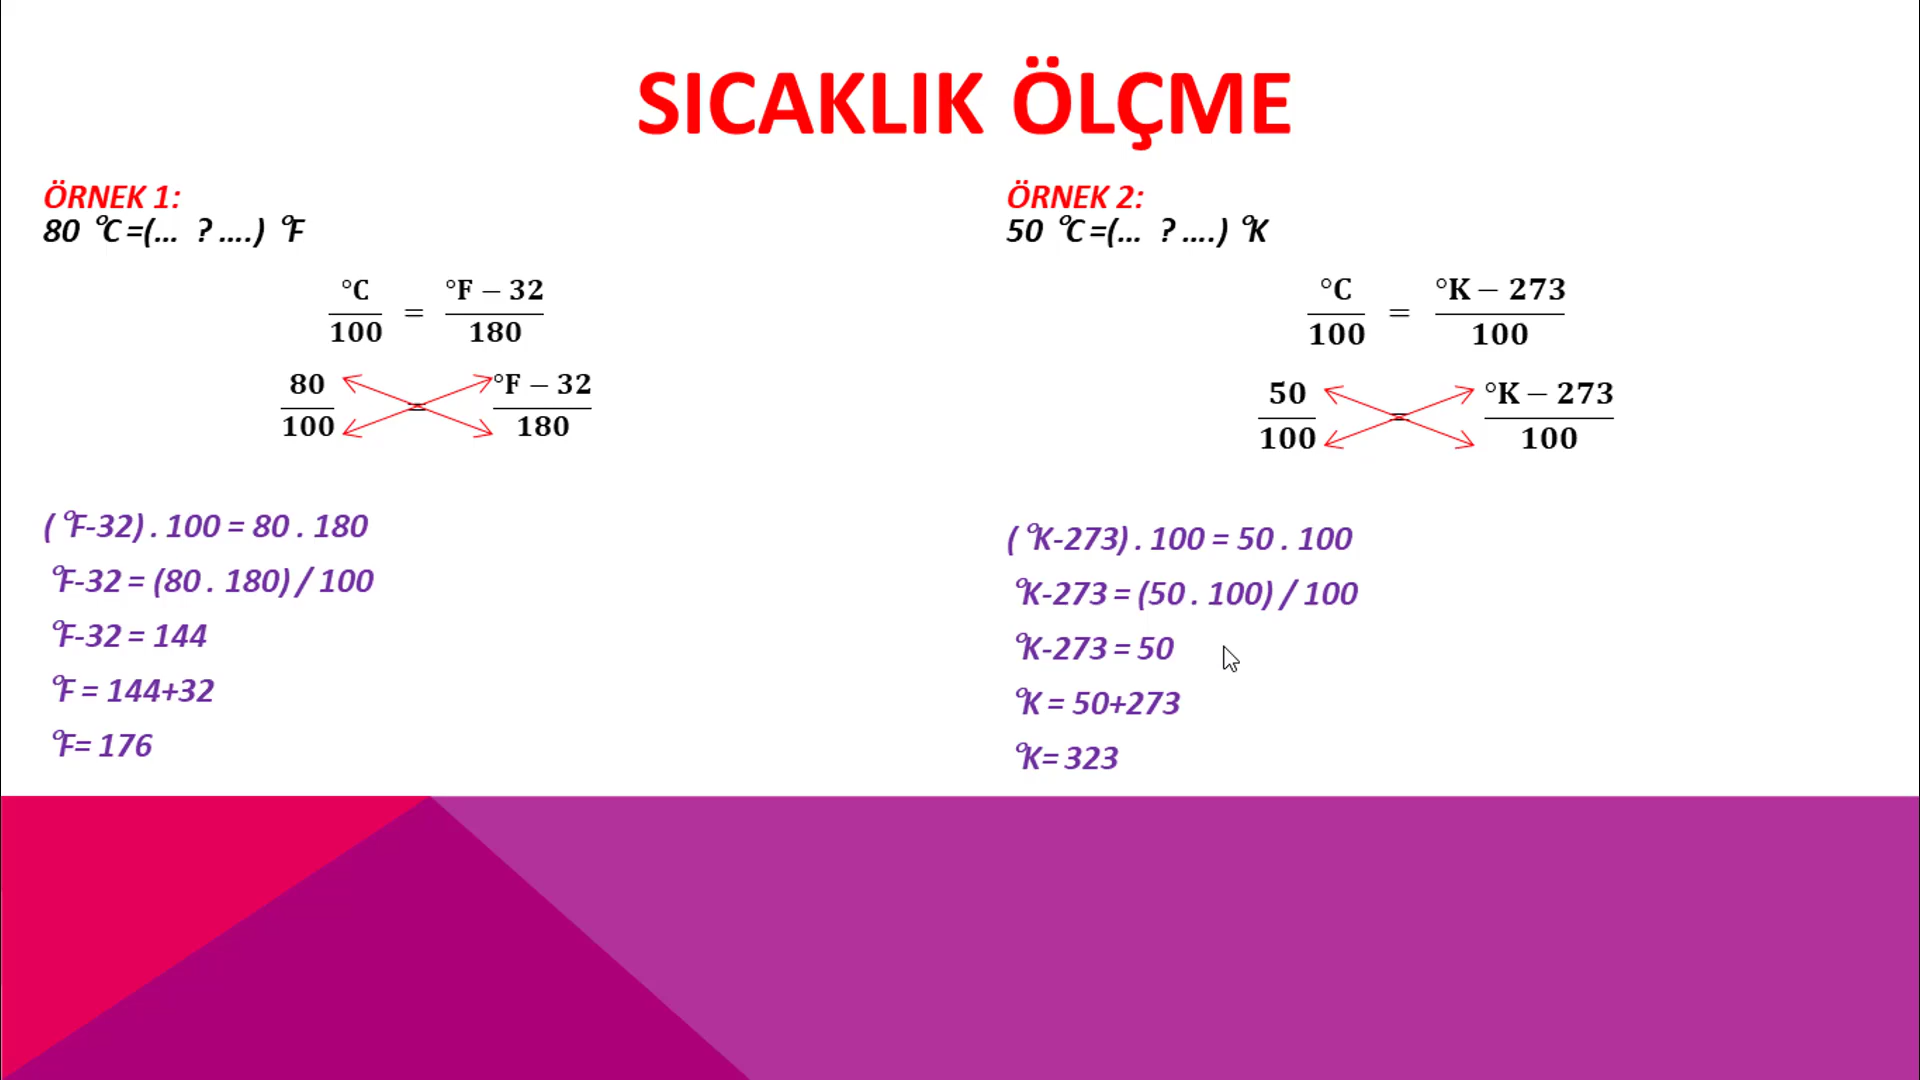 SICAKLIK ÖLÇME
ÖRNEK 1:
80 °C =(... ? ....) °F
°C/100 = °F − 32/180
80/100 = °F − 32/180
( °F-32) . 100 = 80 . 180
°F-32 = (80 . 180) / 100
°F-32 = 144
°F = 144+32
°F= 176
ÖRNEK 2:
50 °C =(... ? ....) °K
°C/100 = °K − 273/100
50/100 = °K − 273/100
( °K-273) . 100 = 50 . 100
°K-273 = (50 . 100) / 100
°K-273 = 50
°K = 50+273
°K= 323